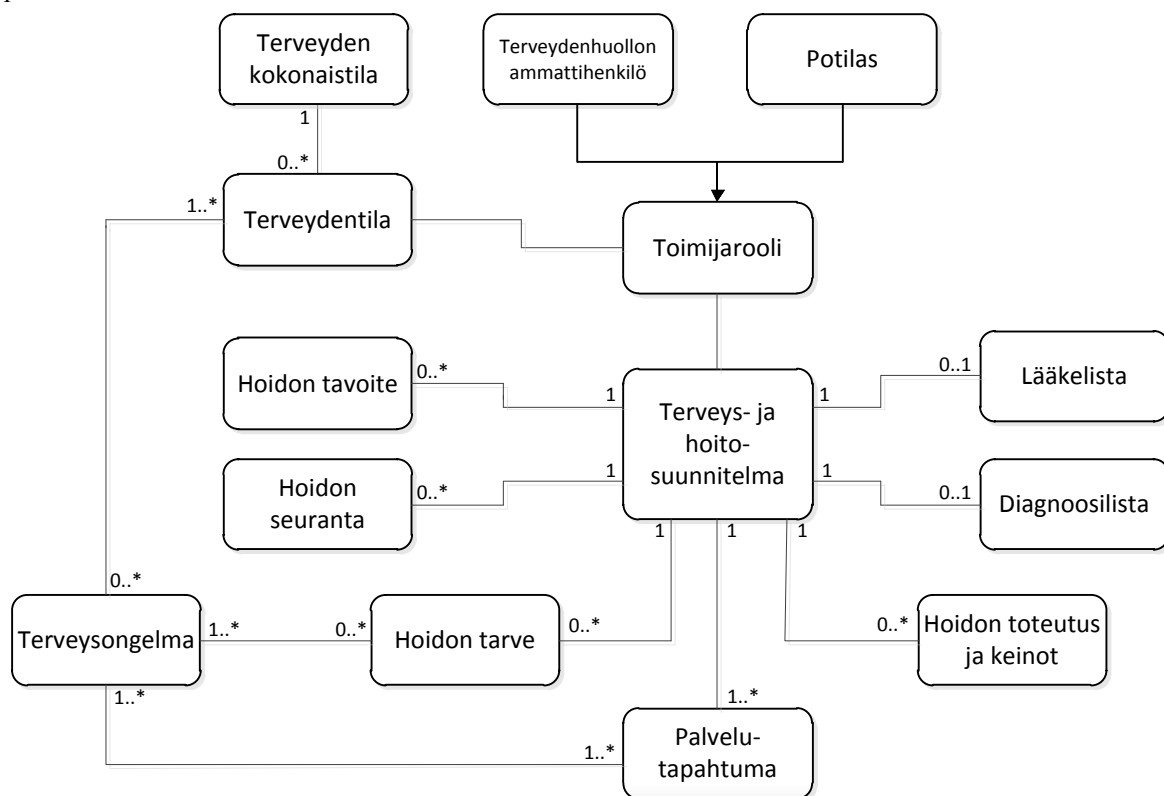 Terveyden
kokonaistila
Terveydenhuollon
ammattihenkilö
Potilas
1
0..*
1..*
Terveydentila
Toimijarooli
Hoidon tavoite
0..*
1
Terveys- ja
hoito-
suunnitelma
1
0..1
Lääkelista
Hoidon
seuranta
0..*
1
1
0..1
Diagnoosilista
1
1
1
0..*
Terveysongelma
1..*
0..*
Hoidon tarve
0..*
0..*
Hoidon toteutus
ja keinot
1..*
1..*
1..*
Palvelu-
tapahtuma